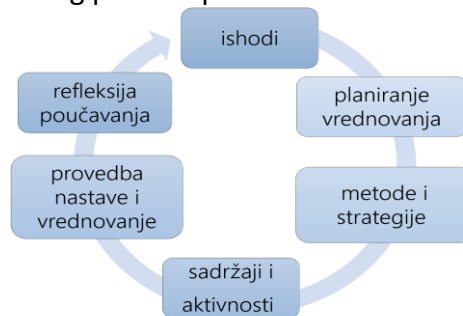 ishodi
planiranje
vrednovanja
metode i
strategije
sadržaji i
aktivnosti
provedba
nastave i
vrednovanje
refleksija
poučavanja